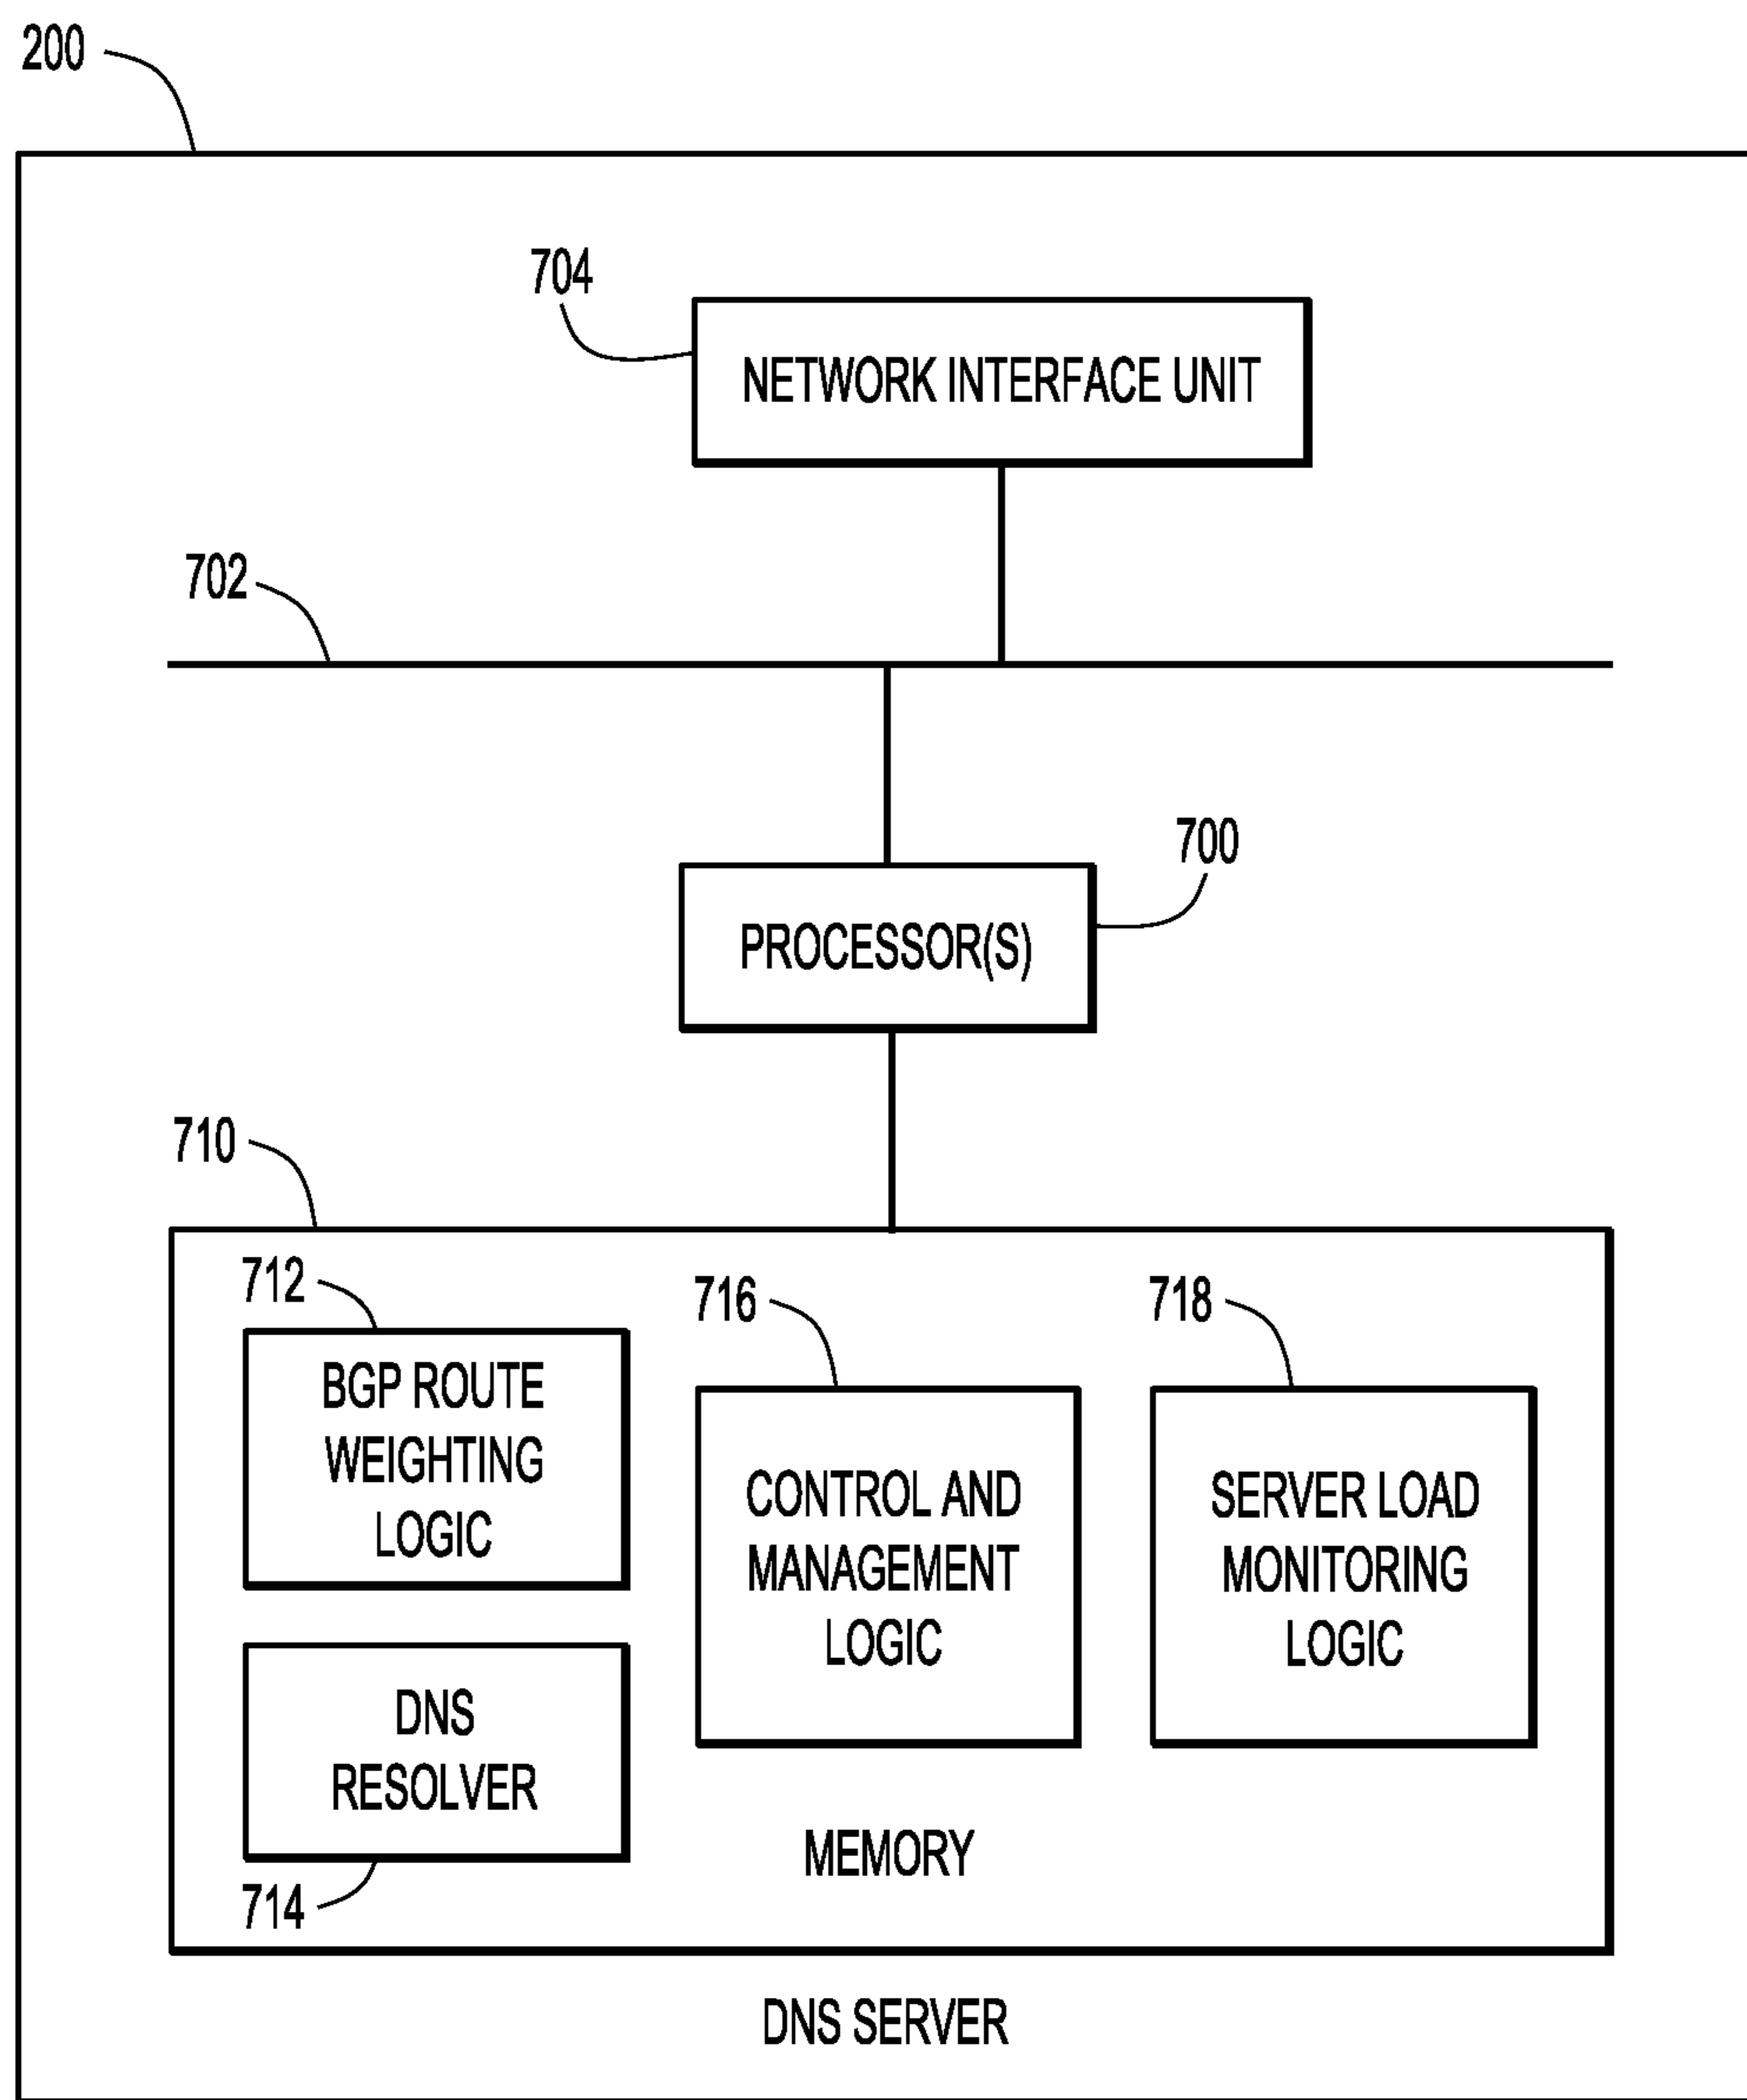 200
704
NETWORK INTERFACE UNIT
702
700
PROCESSOR(S)
710
712
716
718
BGP ROUTE
WEIGHTING
LOGIC
CONTROL AND
MANAGEMENT
LOGIC
SERVER LOAD
MONITORING
LOGIC
DNS
RESOLVER
714
MEMORY
DNS SERVER